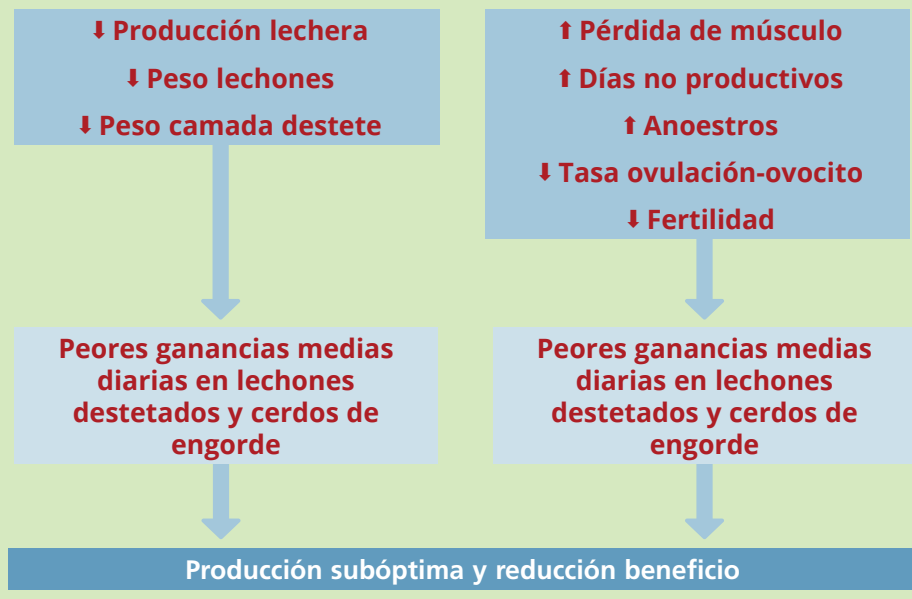 ⬇ Producción lechera
⬇ Peso lechones
⬇ Peso camada destete
⬆ Pérdida de músculo
⬆ Días no productivos
⬆ Anoestros
⬇ Tasa ovulación-ovocito
⬇ Fertilidad
Peores ganancias medias
diarias en lechones
destetados y cerdos de
engorde
Peores ganancias medias
diarias en lechones
destetados y cerdos de
engorde
Producción subóptima y reducción beneficio